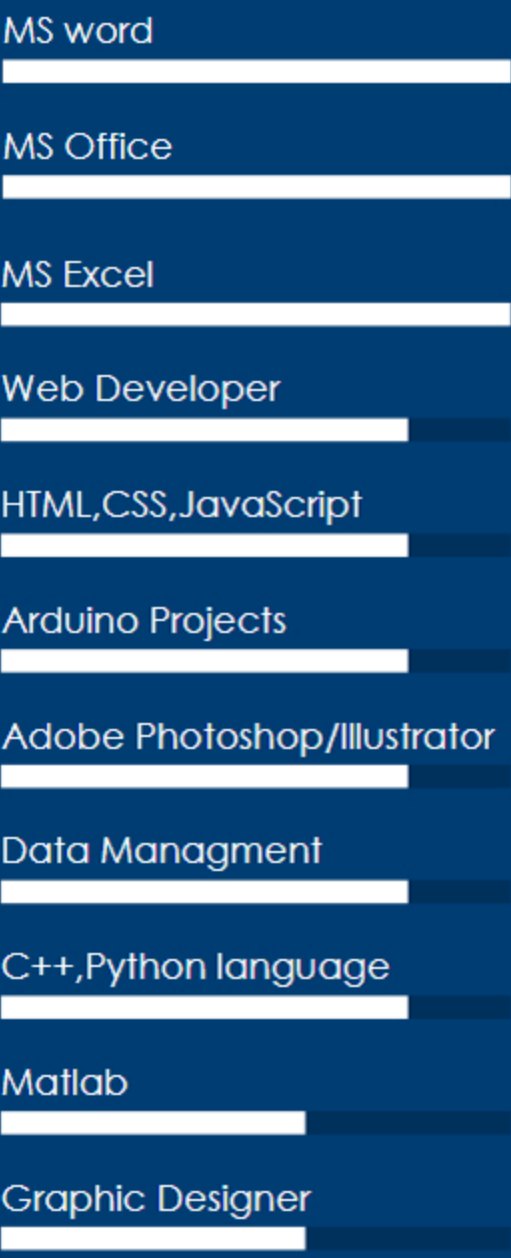 MS word
MS Office
MS Excel
Web Developer
HTML,CSS,JavaScript
Arduino Projects
Adobe Photoshop/Illustrator
Data Managment
C++,Python language
Matlab
Graphic Designer